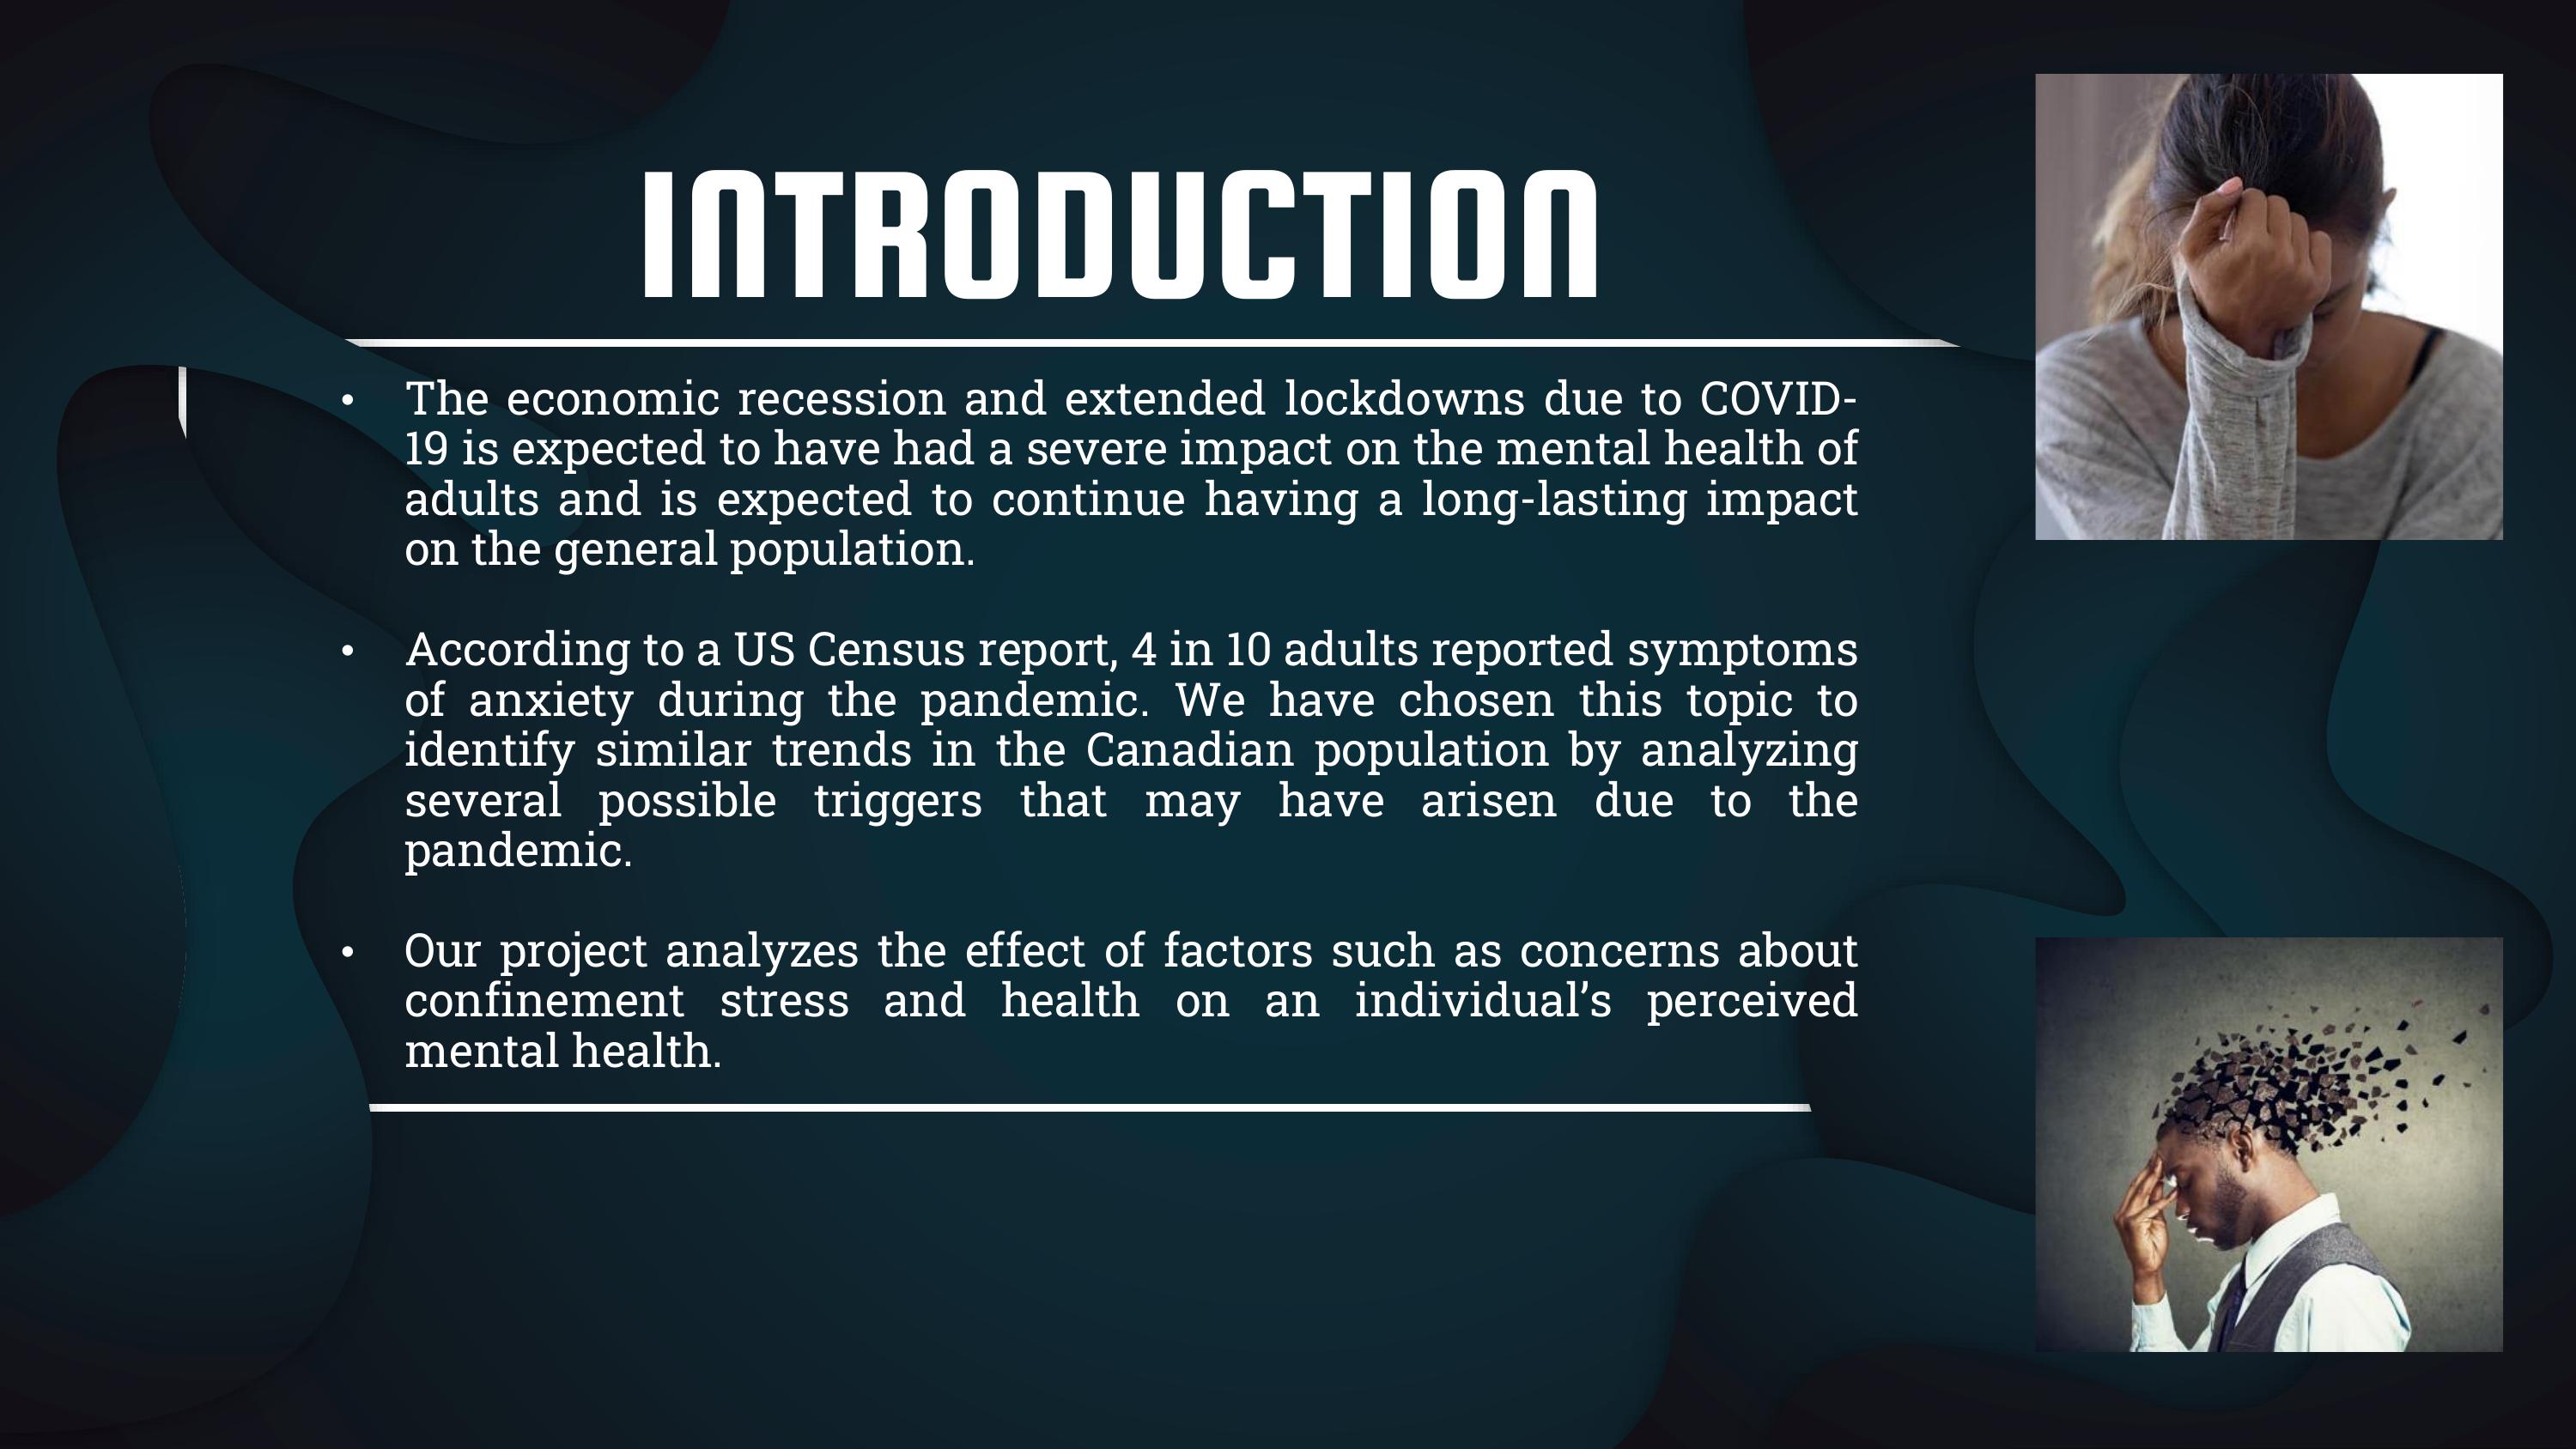 INTRODUCTION
• The economic recession and extended lockdowns due to COVID-
19 is expected to have had a severe impact on the mental health of
adults and is expected to continue having a long-lasting impact
on the general population.
• According to a US Census report, 4 in 10 adults reported symptoms
of anxiety during the pandemic. We have chosen this topic to
identify similar trends in the Canadian population by analyzing
several possible triggers that may have arisen due to the
pandemic.
• Our project analyzes the effect of factors such as concerns about
confinement stress and health on an individual’s perceived
mental health.